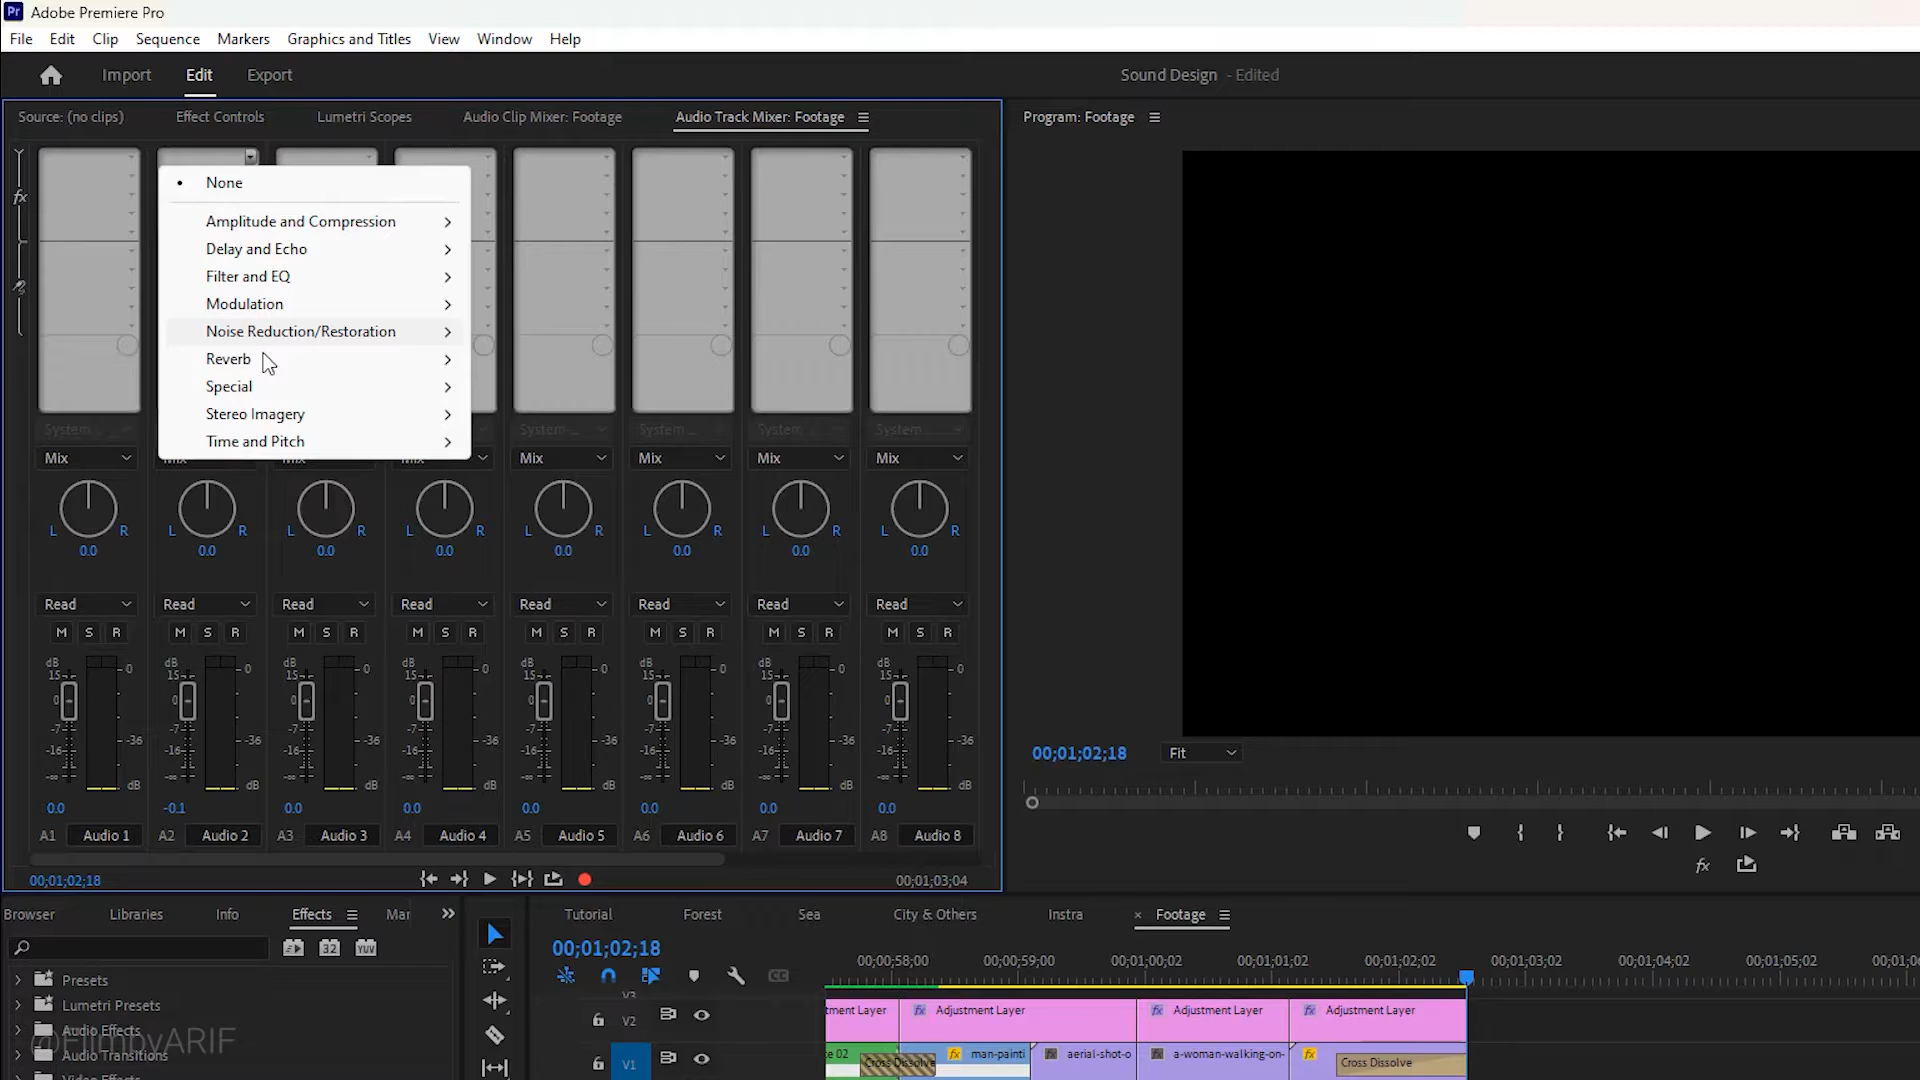 Pr Adobe Premiere Pro
File Edit Clip Sequence Markers Graphics and Titles View Window Help
Import Edit Export
Sound Design - Edited
Source: (no clips) Effect Controls Lumetri Scopes Audio Clip Mixer: Footage Audio Track Mixer: Footage
Program: Footage
fx
None
Amplitude and Compression
Delay and Echo
Filter and EQ
Modulation
Noise Reduction/Restoration
Reverb
Special
Stereo Imagery
Time and Pitch
System ... System ... System ... System ... System ...
Mix Mix Mix Mix Mix Mix Mix Mix
L R L R L R L R L R L R L R L R
0.0 0.0 0.0 0.0 0.0 0.0 0.0 0.0
Read Read Read Read Read Read Read Read
M S R M S R M S R M S R M S R M S R M S R M S R
dB dB dB dB dB dB dB dB
15 0 15 0 15 0 15 0 15 0 15 0 15 0 15 0
0 0 0 0 0 0 0 0
-7 -7 -7 -7 -7 -7 -7 -7
-16 -36 -16 -36 -16 -36 -16 -36 -16 -36 -16 -36 -16 -36 -16 -36
-∞ dB -∞ dB -∞ dB -∞ dB -∞ dB -∞ dB -∞ dB -∞ dB
0.0 -0.1 0.0 0.0 0.0 0.0 0.0 0.0
A1 Audio 1 A2 Audio 2 A3 Audio 3 A4 Audio 4 A5 Audio 5 A6 Audio 6 A7 Audio 7 A8 Audio 8
00;01;02;18 00;01;03;04
00;01;02;18 Fit
fx
Browser Libraries Info Effects Mar
32 YUV
Presets
Lumetri Presets
Audio Effects
Audio Transitions
Video Effects
@FilmbyARIF
Tutorial Forest Sea City & Others Instra × Footage
00;01;02;18
CC
00;00;58;00 00;00;59;00 00;01;00;02 00;01;01;02 00;01;02;02 00;01;03;02 00;01;04;02 00;01;05;02 00;01;0
V3
V2 tment Layer fx Adjustment Layer fx Adjustment Layer fx Adjustment Layer
V1 e 02 Cross Dissolve fx man-painti fx aerial-shot-o fx a-woman-walking-on- fx Cross Dissolve